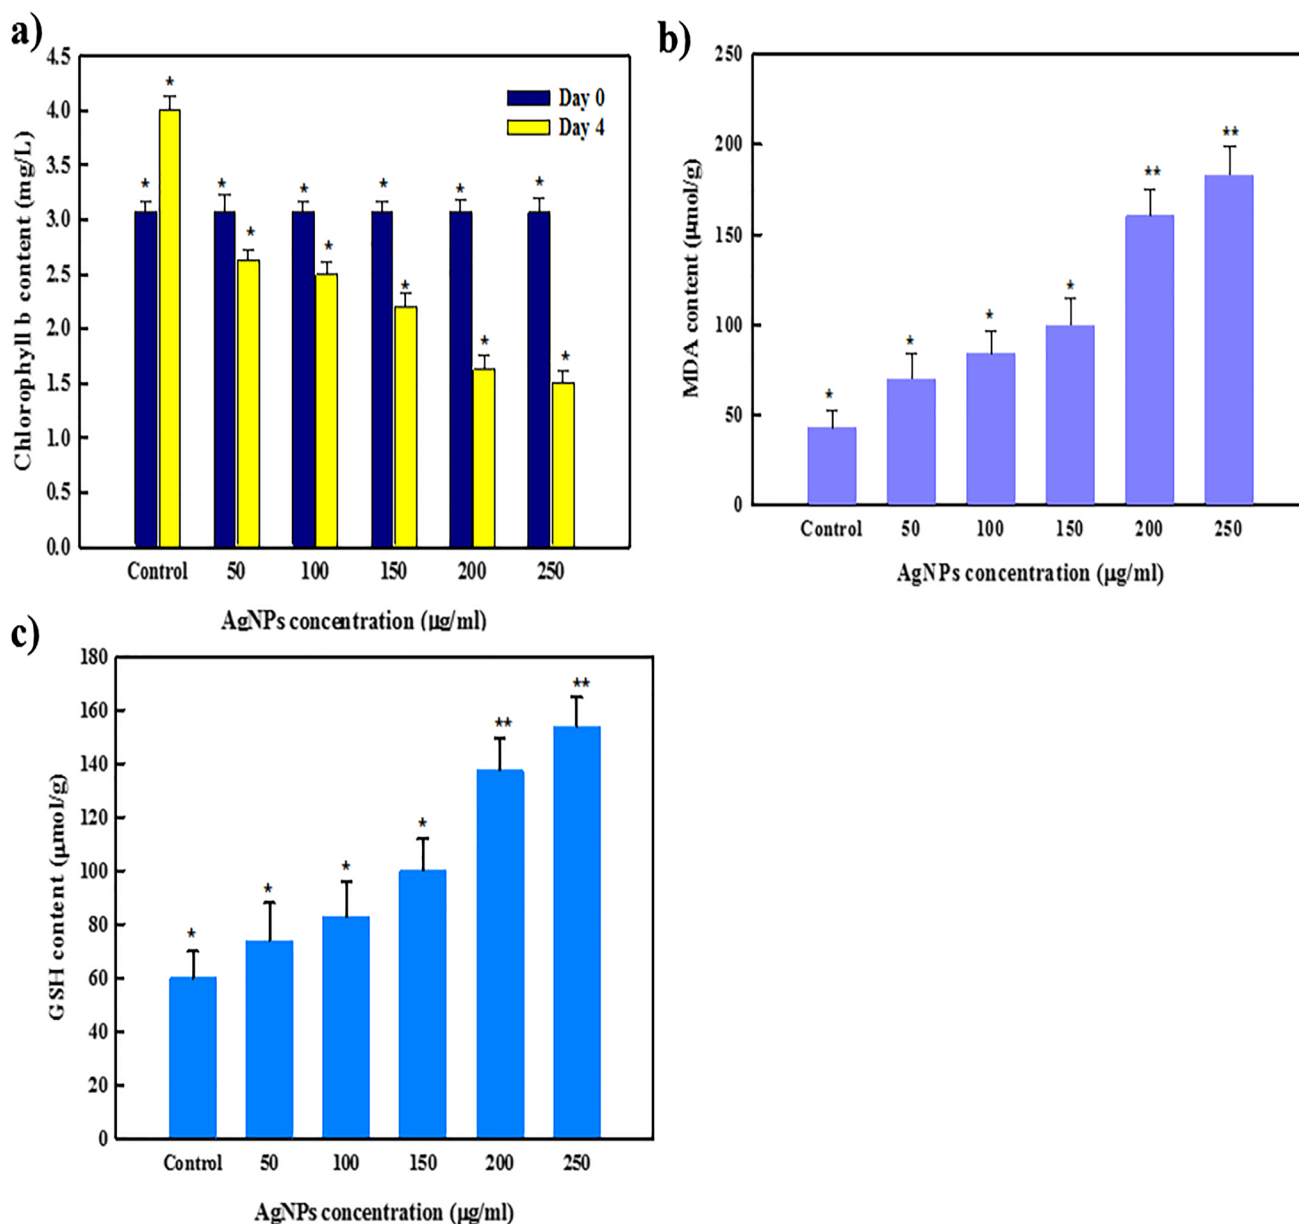 a)
4.5
4.0
3.5
3.0
2.5
2.0
1.5
1.0
0.5
0.0
Chlorophyll b content (mg/L)
Day 0
Day 4
* * * * * * * * * * * *
Control 50 100 150 200 250
AgNPs concentration (μg/ml)
b)
250
200
150
100
50
0
MDA content (μmol/g)
* * * * ** **
Control 50 100 150 200 250
AgNPs concentration (μg/ml)
c)
180
160
140
120
100
80
60
40
20
0
GSH content (μmol/g)
* * * * ** **
Control 50 100 150 200 250
AgNPs concentration (μg/ml)